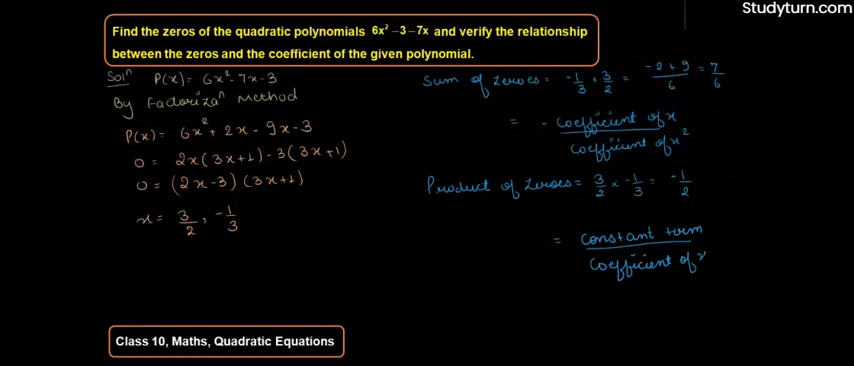 Studyturn.com
Find the zeros of the quadratic polynomials 6x² – 3 – 7x and verify the relationship
between the zeros and the coefficient of the given polynomial.
Solⁿ P(x) = 6x² - 7x - 3
By Factorizaⁿ Method
P(x) = 6x² + 2x - 9x - 3
0 = 2x(3x+1) - 3(3x+1)
0 = (2x-3)(3x+1)
x = 3/2, -1/3
Sum of zeroes = -1/3 + 3/2 = -2+9/6 = 7/6
= - coefficient of x
coefficient of x²
Product of zeroes = 3/2 × -1/3 = -1/2
= constant term
coefficient of x
Class 10, Maths, Quadratic Equations